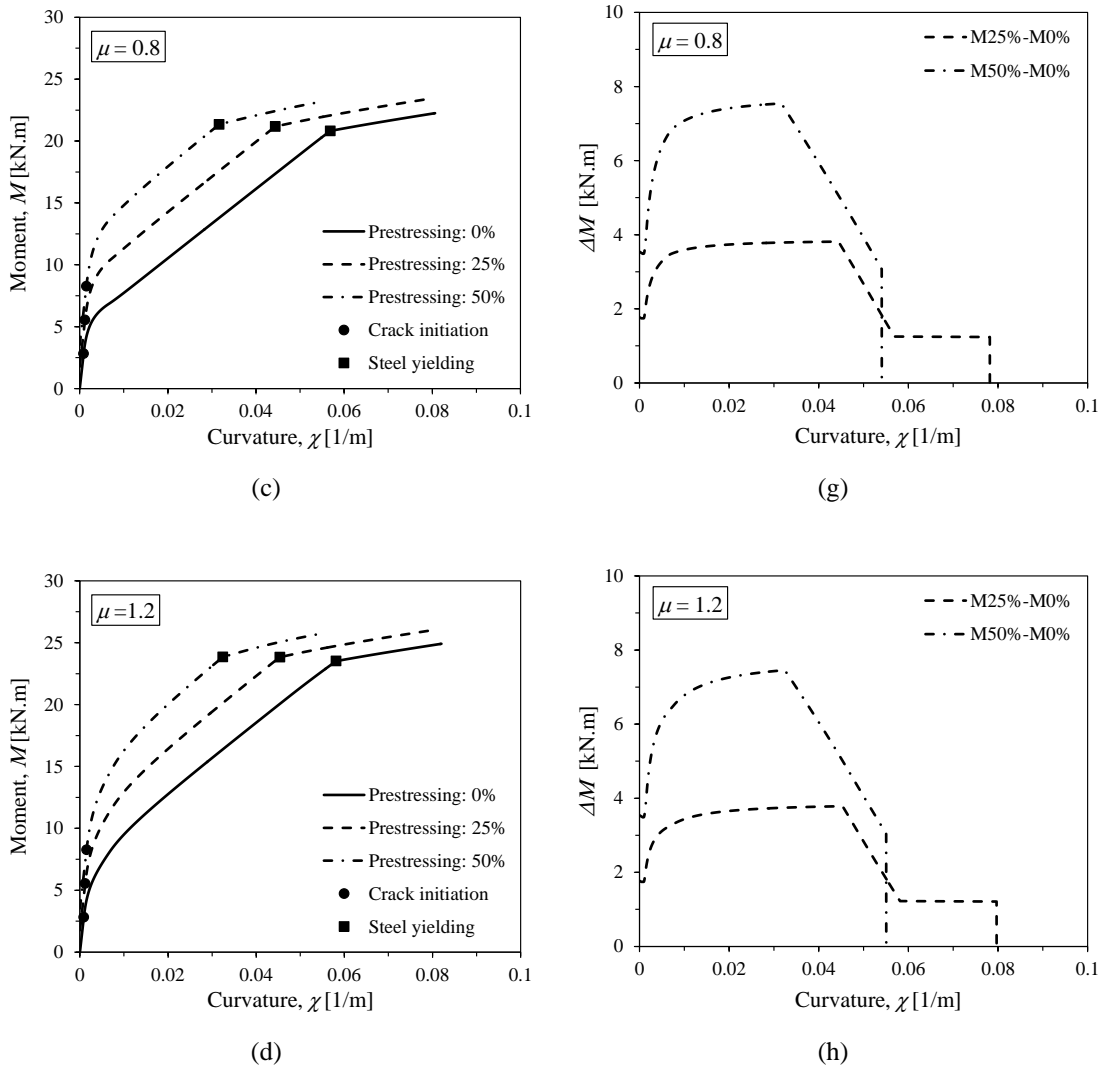 30
25
20
15
10
5
0
Moment, M [kN.m]
μ = 0.8
Prestressing: 0%
Prestressing: 25%
Prestressing: 50%
Crack initiation
Steel yielding
0 0.02 0.04 0.06 0.08 0.1
Curvature, χ [1/m]
(c)
10
8
6
4
2
0
ΔM [kN.m]
μ = 0.8
M25%-M0%
M50%-M0%
0 0.02 0.04 0.06 0.08 0.1
Curvature, χ [1/m]
(g)
30
25
20
15
10
5
0
Moment, M [kN.m]
μ =1.2
Prestressing: 0%
Prestressing: 25%
Prestressing: 50%
Crack initiation
Steel yielding
0 0.02 0.04 0.06 0.08 0.1
Curvature, χ [1/m]
(d)
10
8
6
4
2
0
ΔM [kN.m]
μ = 1.2
M25%-M0%
M50%-M0%
0 0.02 0.04 0.06 0.08 0.1
Curvature, χ [1/m]
(h)